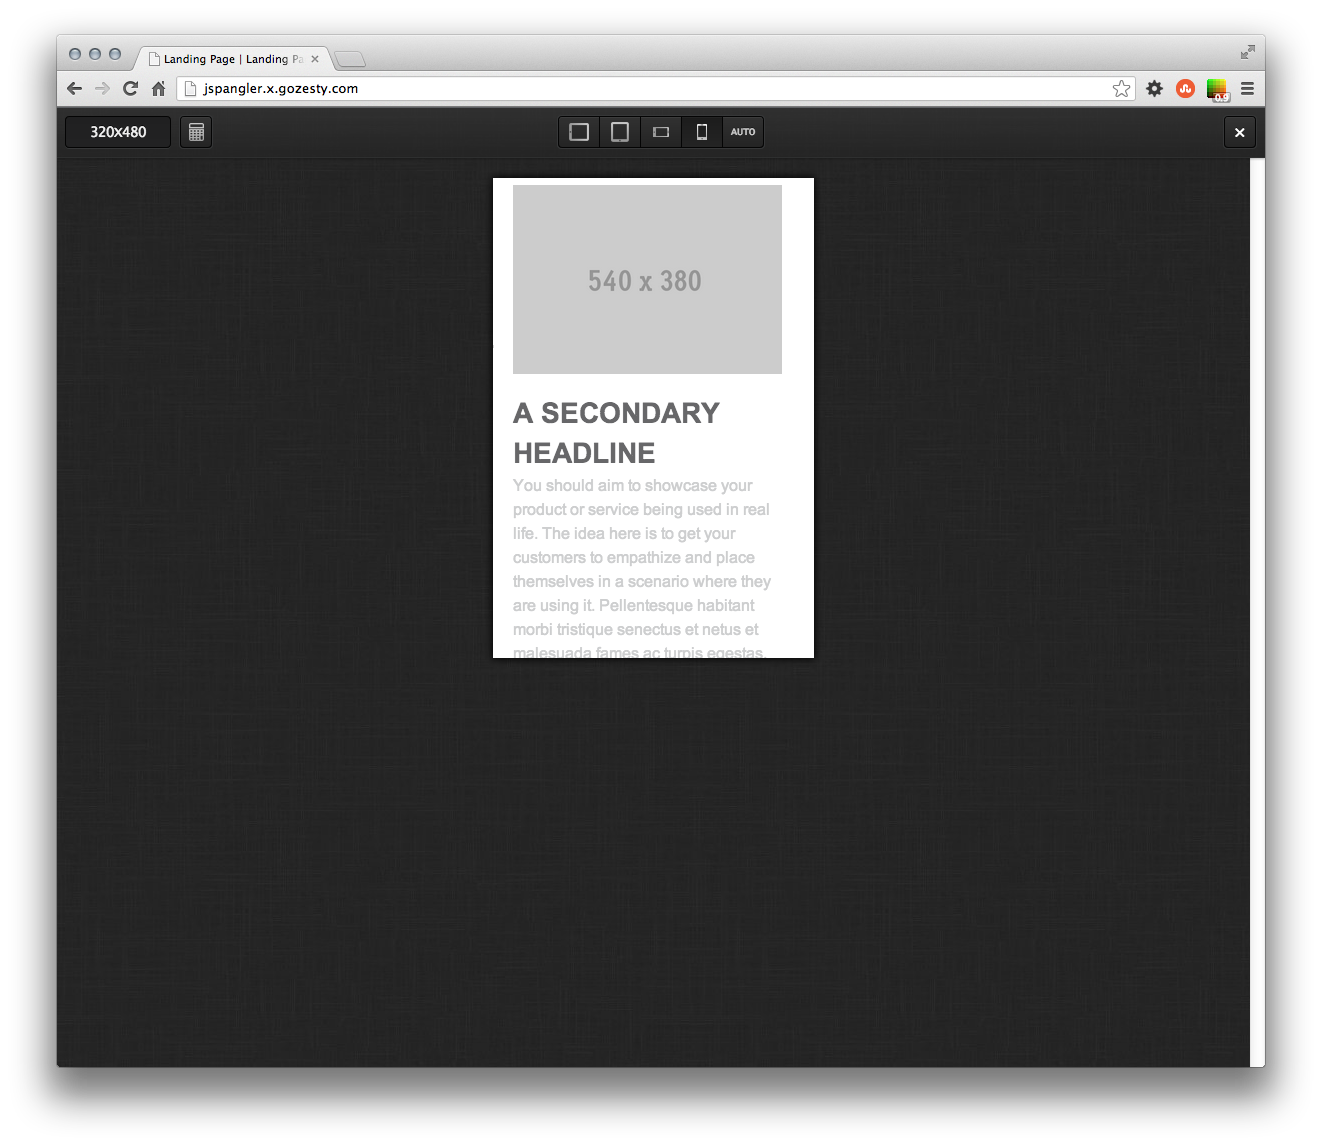 Landing Page | Landing Pa
jspangler.x.gozesty.com
0.9
320x480
AUTO
540 x 380
A SECONDARY
HEADLINE
You should aim to showcase your
product or service being used in real
life. The idea here is to get your
customers to empathize and place
themselves in a scenario where they
are using it. Pellentesque habitant
morbi tristique senectus et netus et
malesuada fames ac turpis egestas.